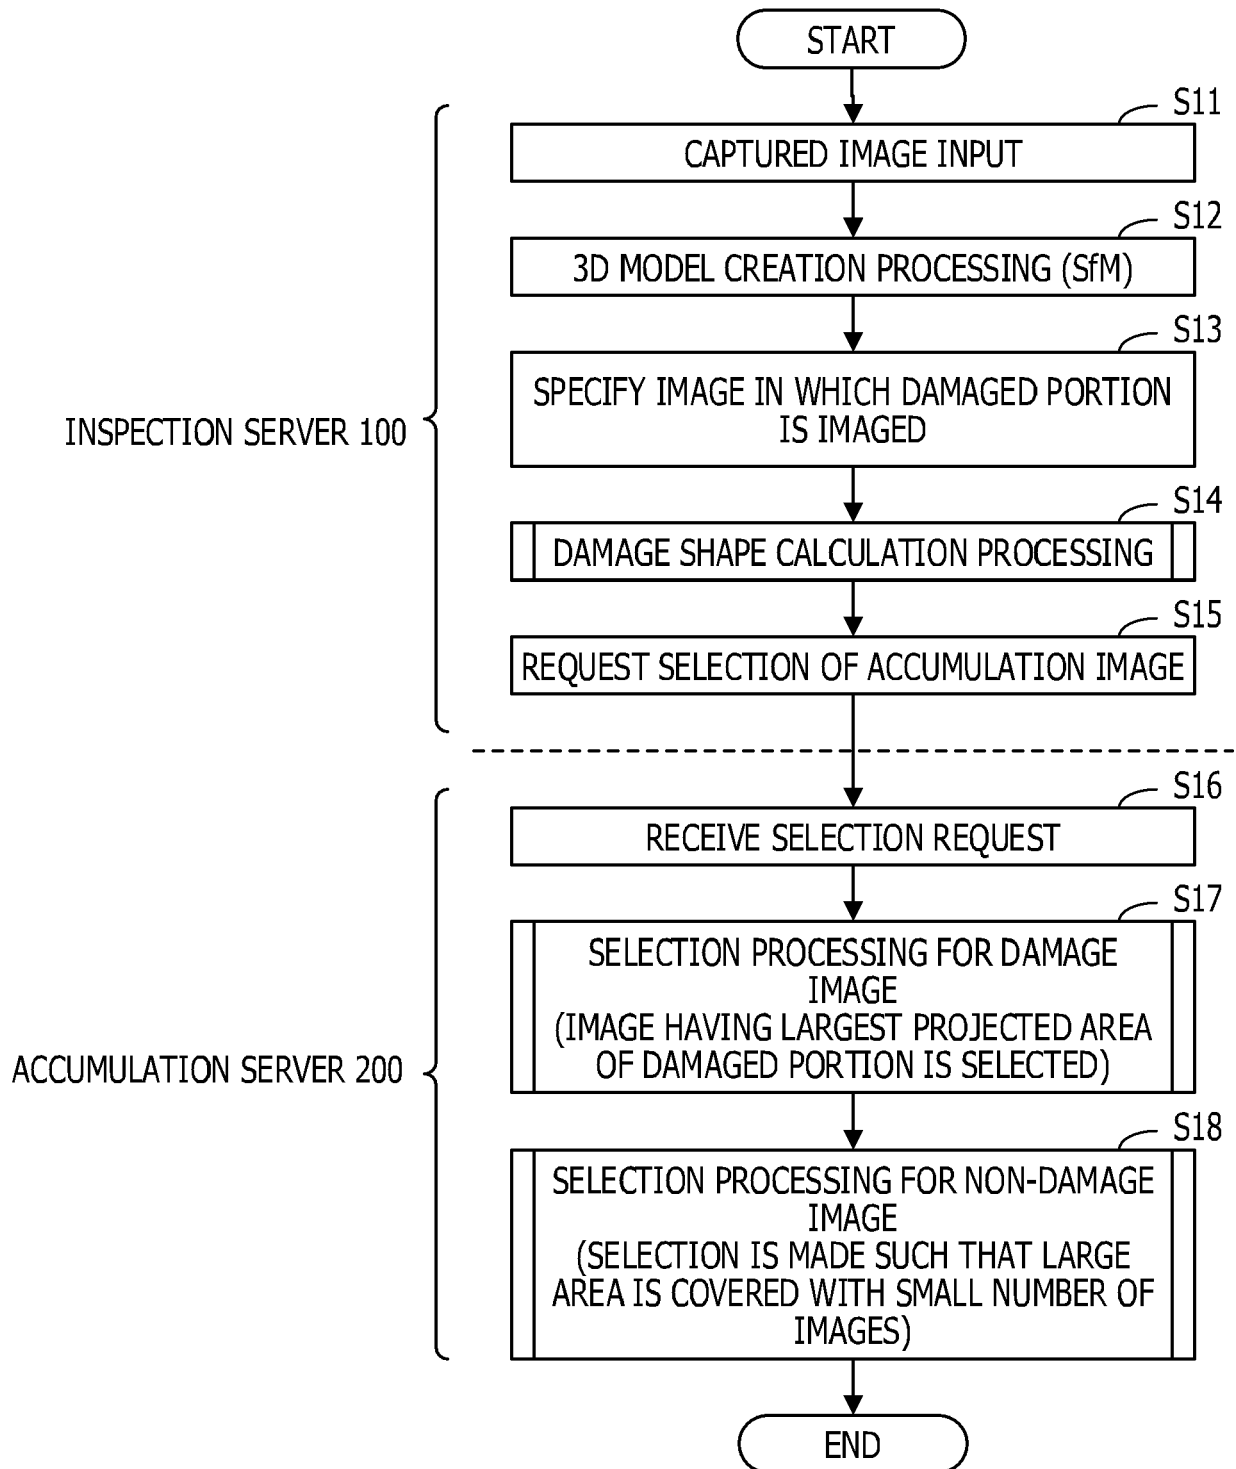 START
S11
CAPTURED IMAGE INPUT
S12
3D MODEL CREATION PROCESSING (SfM)
S13
SPECIFY IMAGE IN WHICH DAMAGED PORTION
IS IMAGED
INSPECTION SERVER 100
S14
DAMAGE SHAPE CALCULATION PROCESSING
S15
REQUEST SELECTION OF ACCUMULATION IMAGE
S16
RECEIVE SELECTION REQUEST
S17
SELECTION PROCESSING FOR DAMAGE
IMAGE
(IMAGE HAVING LARGEST PROJECTED AREA
OF DAMAGED PORTION IS SELECTED)
ACCUMULATION SERVER 200
S18
SELECTION PROCESSING FOR NON-DAMAGE
IMAGE
(SELECTION IS MADE SUCH THAT LARGE
AREA IS COVERED WITH SMALL NUMBER OF
IMAGES)
END